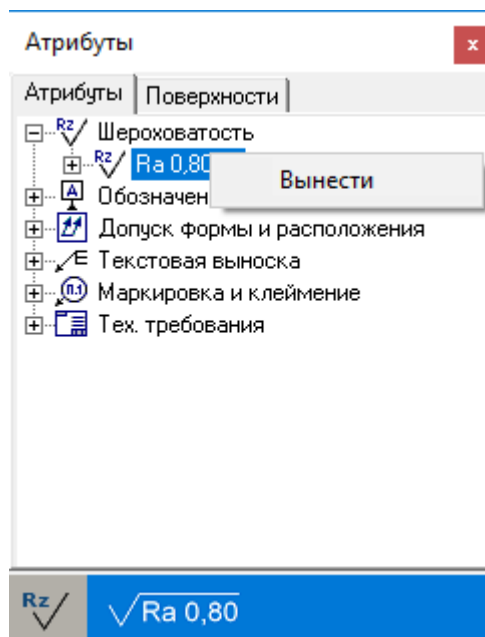 Атрибуты
x
Атрибуты Поверхности
Rz Шероховатость
Rz Ra 0,80
Вынести
A Обозначен
Допуск формы и расположения
E Текстовая выноска
п.1 Маркировка и клеймение
Тех. требования
Rz √Ra 0,80